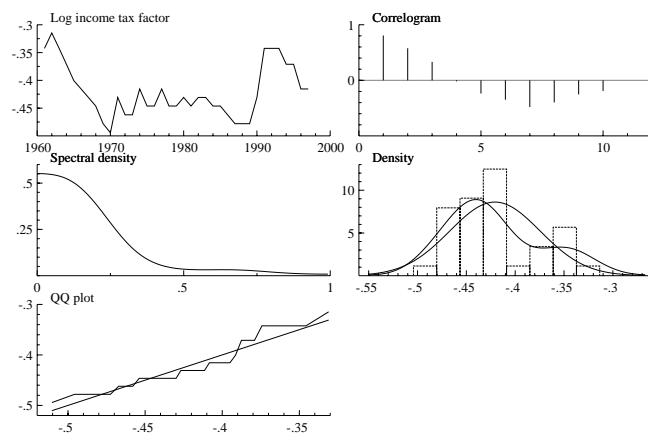 Log income tax factor
-.3
-.35
-.4
-.45
1960 1970 1980 1990 2000
Correlogram
1
0
0 5 10
Spectral density
.5
.25
0 .5 1
Density
10
5
-.55 -.5 -.45 -.4 -.35 -.3
QQ plot
-.3
-.4
-.5
-.5 -.45 -.4 -.35